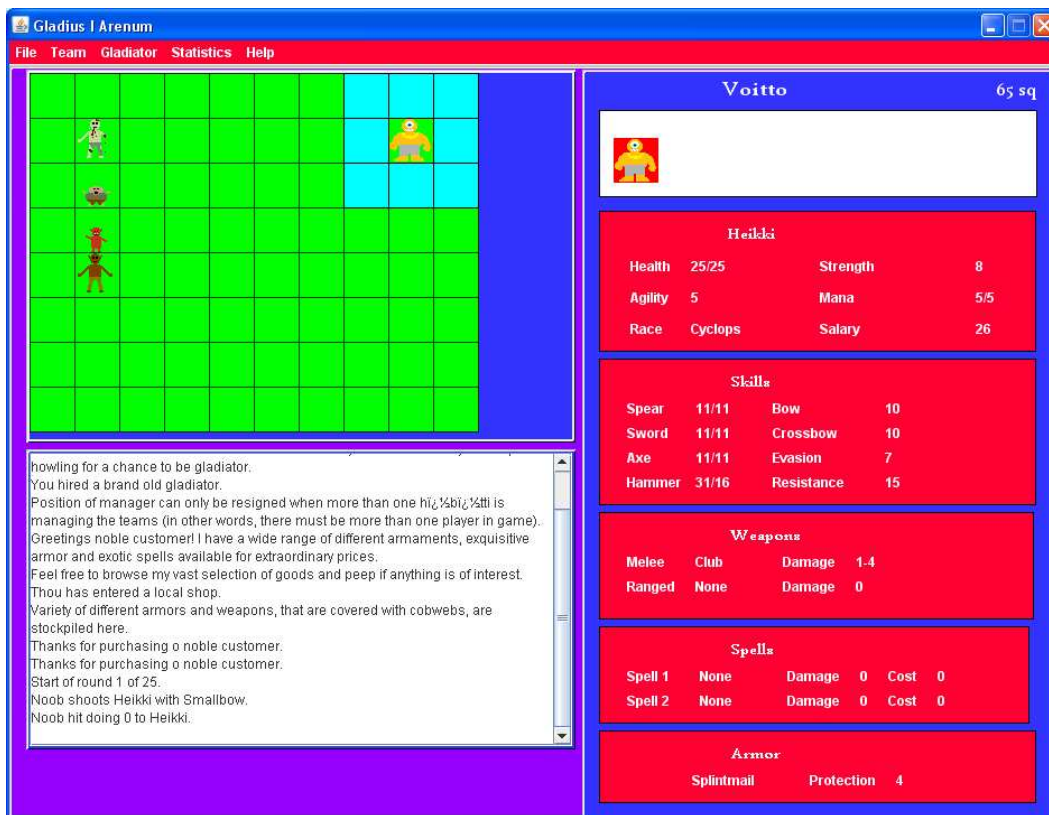 Gladius I Arenum
File Team Gladiator Statistics Help
howling for a chance to be gladiator.
You hired a brand old gladiator.
Position of manager can only be resigned when more than one hï¿½bï¿½tti is
managing the teams (in other words, there must be more than one player in game).
Greetings noble customer! I have a wide range of different armaments, exquisitive
armor and exotic spells available for extraordinary prices.
Feel free to browse my vast selection of goods and peep if anything is of interest.
Thou has entered a local shop.
Variety of different armors and weapons, that are covered with cobwebs, are
stockpiled here.
Thanks for purchasing o noble customer.
Thanks for purchasing o noble customer.
Start of round 1 of 25.
Noob shoots Heikki with Smallbow.
Noob hit doing 0 to Heikki.
Voitto 65 sq
Heikki
Health 25/25 Strength 8
Agility 5 Mana 5/5
Race Cyclops Salary 26
Skills
Spear 11/11 Bow 10
Sword 11/11 Crossbow 10
Axe 11/11 Evasion 7
Hammer 31/16 Resistance 15
Weapons
Melee Club Damage 1-4
Ranged None Damage 0
Spells
Spell 1 None Damage 0 Cost 0
Spell 2 None Damage 0 Cost 0
Armor
Splintmail Protection 4